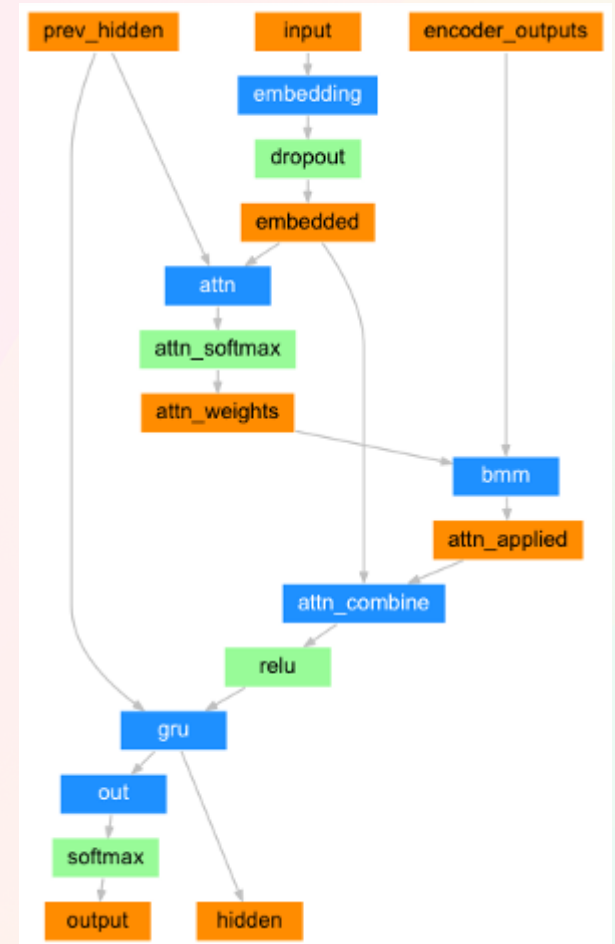 prev_hidden
input
encoder_outputs
embedding
dropout
embedded
attn
attn_softmax
attn_weights
bmm
attn_applied
attn_combine
relu
gru
out
softmax
output
hidden